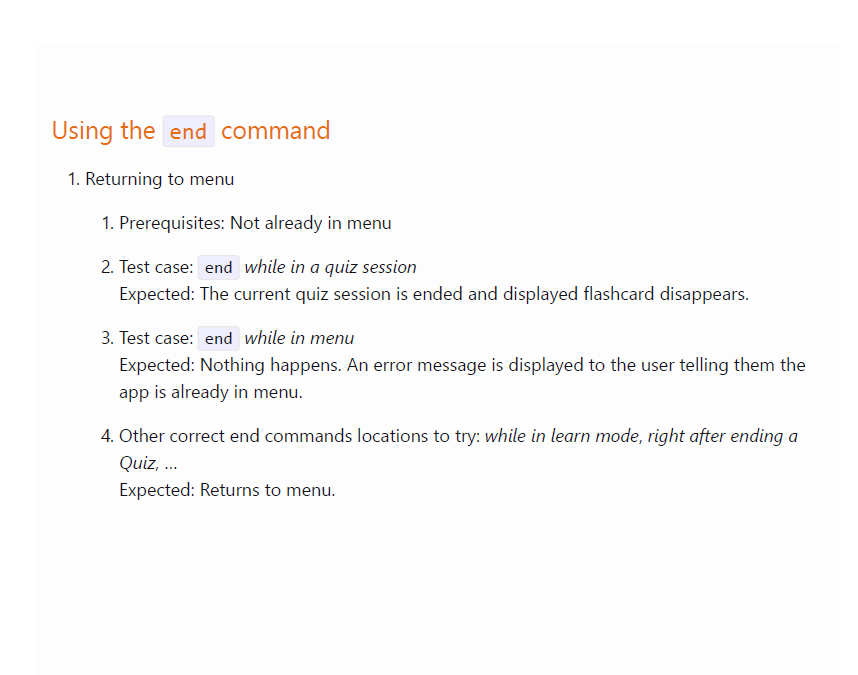 Using the end command
1. Returning to menu
1. Prerequisites: Not already in menu
2. Test case: end while in a quiz session
Expected: The current quiz session is ended and displayed flashcard disappears.
3. Test case: end while in menu
Expected: Nothing happens. An error message is displayed to the user telling them the
app is already in menu.
4. Other correct end commands locations to try: while in learn mode, right after ending a
Quiz, …
Expected: Returns to menu.